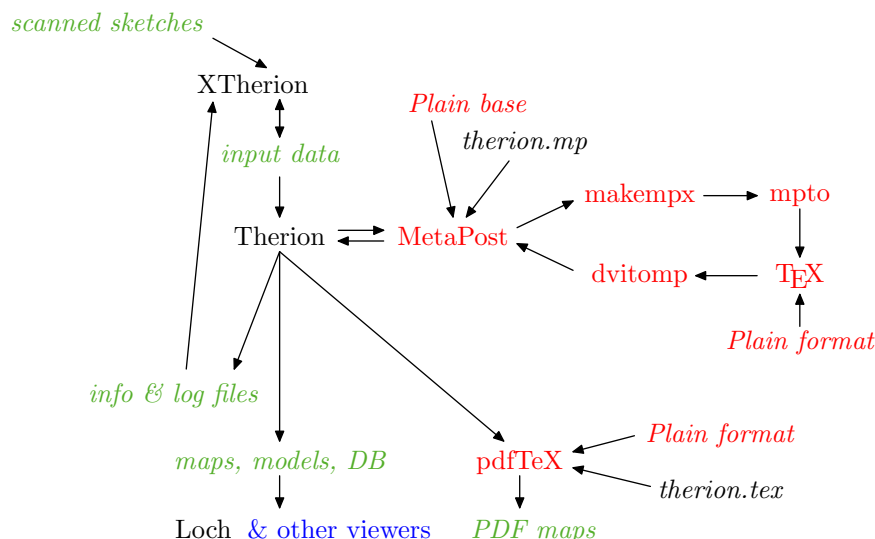 scanned sketches
XTherion
Plain base
therion.mp
input data
makempx
mpto
Therion
MetaPost
dvitomp
TEX
Plain format
info & log files
Plain format
maps, models, DB
pdfTeX
therion.tex
Loch & other viewers
PDF maps